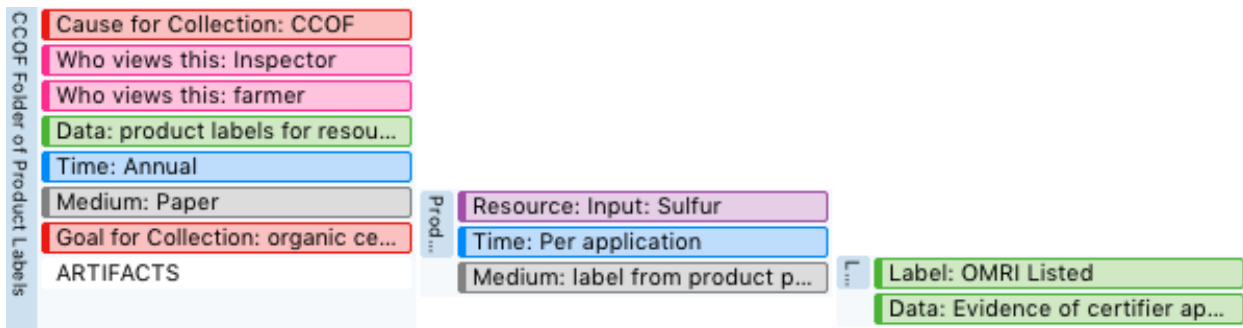 CCOF Folder of Product Labels
Cause for Collection: CCOF
Who views this: Inspector
Who views this: farmer
Data: product labels for resou...
Time: Annual
Medium: Paper
Goal for Collection: organic ce...
ARTIFACTS
Prod...
Resource: Input: Sulfur
Time: Per application
Medium: label from product p...
L...
Label: OMRI Listed
Data: Evidence of certifier ap...